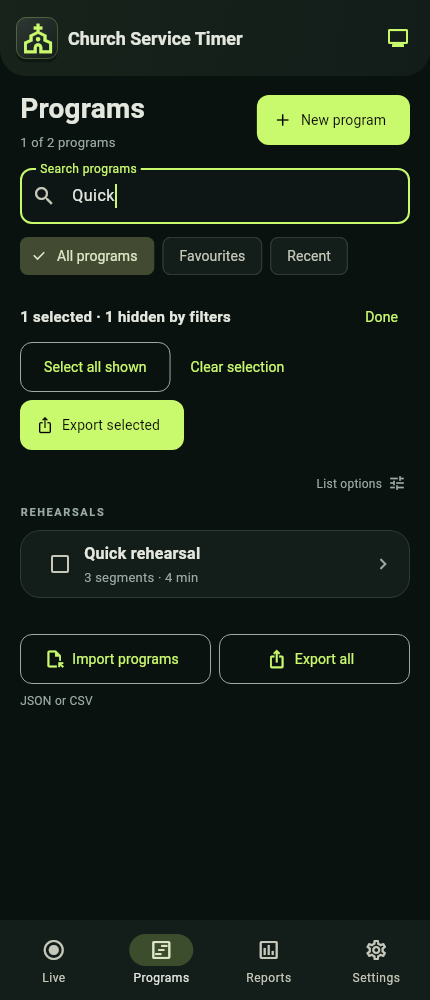 Church Service Timer
Programs
New program
1 of 2 programs
Search programs
Quick
All programs
Favourites
Recent
1 selected · 1 hidden by filters
Done
Select all shown
Clear selection
Export selected
List options
REHEARSALS
Quick rehearsal
3 segments · 4 min
Import programs
Export all
JSON or CSV
Live
Programs
Reports
Settings